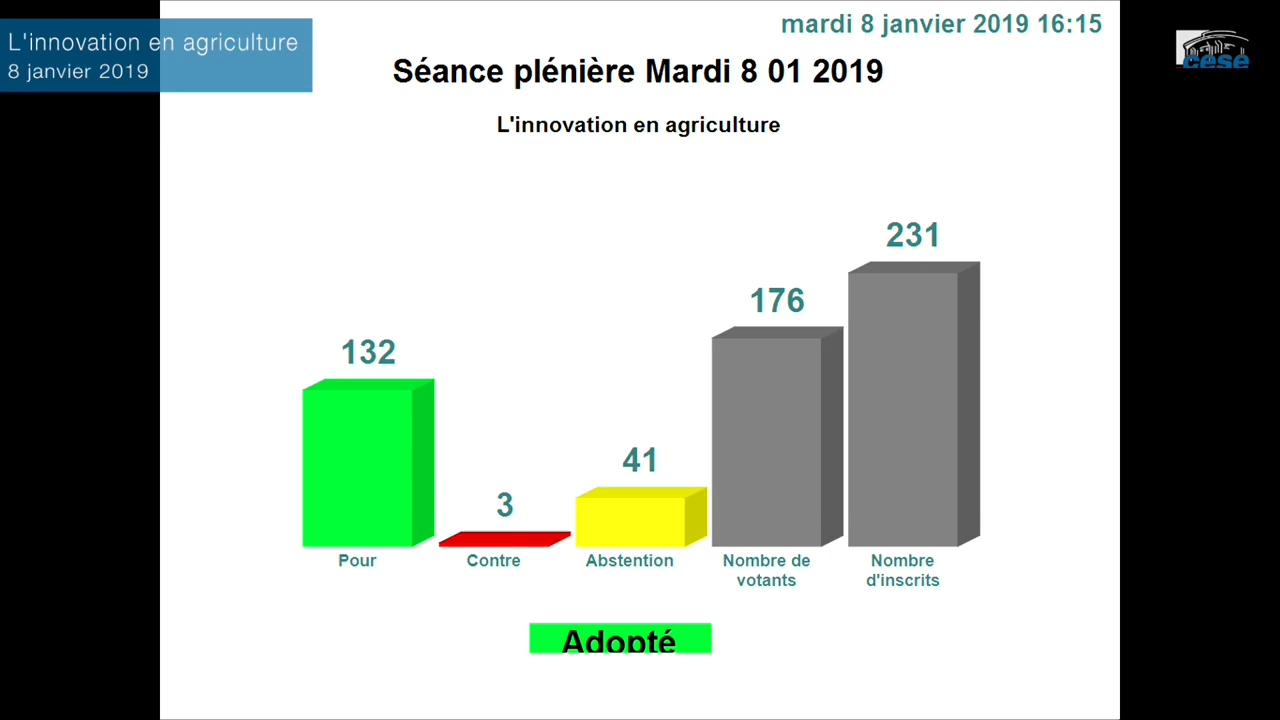 L'innovation en agriculture
8 janvier 2019
mardi 8 janvier 2019 16:15
cese
Séance plénière Mardi 8 01 2019
L'innovation en agriculture
132
3
41
176
231
Pour
Contre
Abstention
Nombre de
votants
Nombre
d'inscrits
Adopté